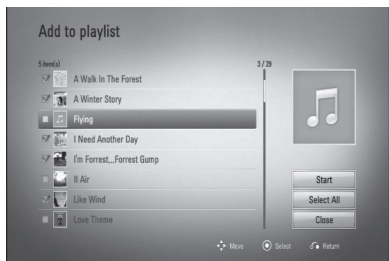 Add to playlist
5 item(s)
3 / 29
A Walk In The Forest
A Winter Story
Flying
I Need Another Day
I'm Forrest...Forrest Gump
Il Air
Like Wind
Love Theme
Start
Select All
Close
Move
Select
Return